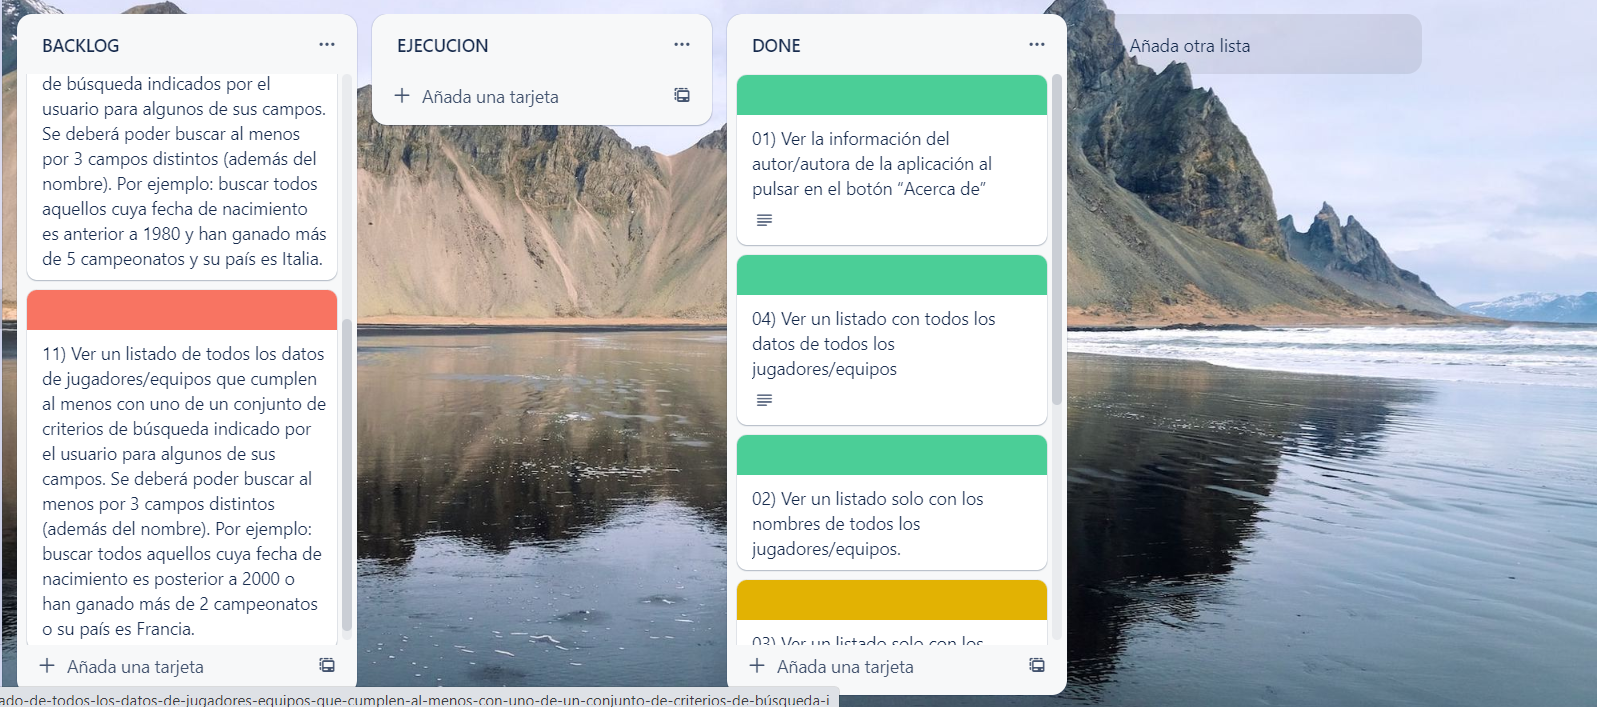 BACKLOG
de búsqueda indicados por el
usuario para algunos de sus campos.
Se deberá poder buscar al menos
por 3 campos distintos (además del
nombre). Por ejemplo: buscar todos
aquellos cuya fecha de nacimiento
es anterior a 1980 y han ganado más
de 5 campeonatos y su país es Italia.
11) Ver un listado de todos los datos
de jugadores/equipos que cumplen
al menos con uno de un conjunto de
criterios de búsqueda indicado por
el usuario para algunos de sus
campos. Se deberá poder buscar al
menos por 3 campos distintos
(además del nombre). Por ejemplo:
buscar todos aquellos cuya fecha de
nacimiento es posterior a 2000 o
han ganado más de 2 campeonatos
o su país es Francia.
Añada una tarjeta
EJECUCION
Añada una tarjeta
DONE
01) Ver la información del
autor/autora de la aplicación al
pulsar en el botón “Acerca de”
04) Ver un listado con todos los
datos de todos los
jugadores/equipos
02) Ver un listado solo con los
nombres de todos los
jugadores/equipos.
03) Ver un listado solo con los
Añada una tarjeta
Añada otra lista
ado-de-todos-los-datos-de-jugadores-equipos-que-cumplen-al-menos-con-uno-de-un-conjunto-de-criterios-de-búsqueda-i